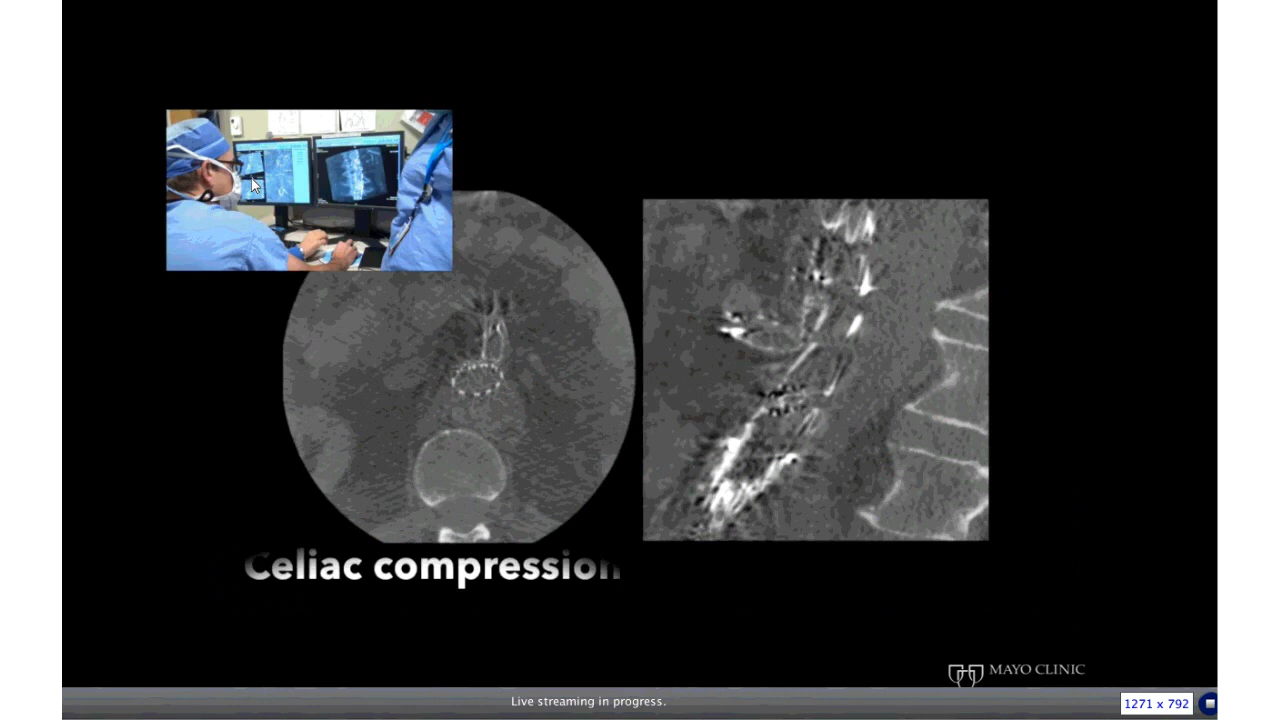 Celiac compression
MAYO CLINIC
Live streaming in progress.
1271 x 792